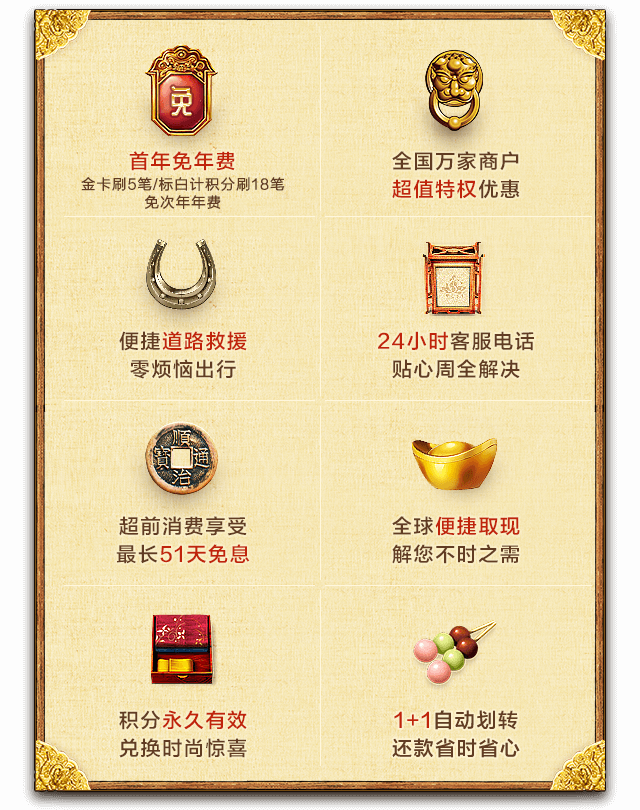 免
首年免年费
金卡刷5笔/标白计积分刷18笔
免次年年费
全国万家商户
超值特权优惠
便捷道路救援
零烦恼出行
24小时客服电话
贴心周全解决
順
寶 通
治
超前消费享受
最长51天免息
全球便捷取现
解您不时之需
积分永久有效
兑换时尚惊喜
1+1自动划转
还款省时省心